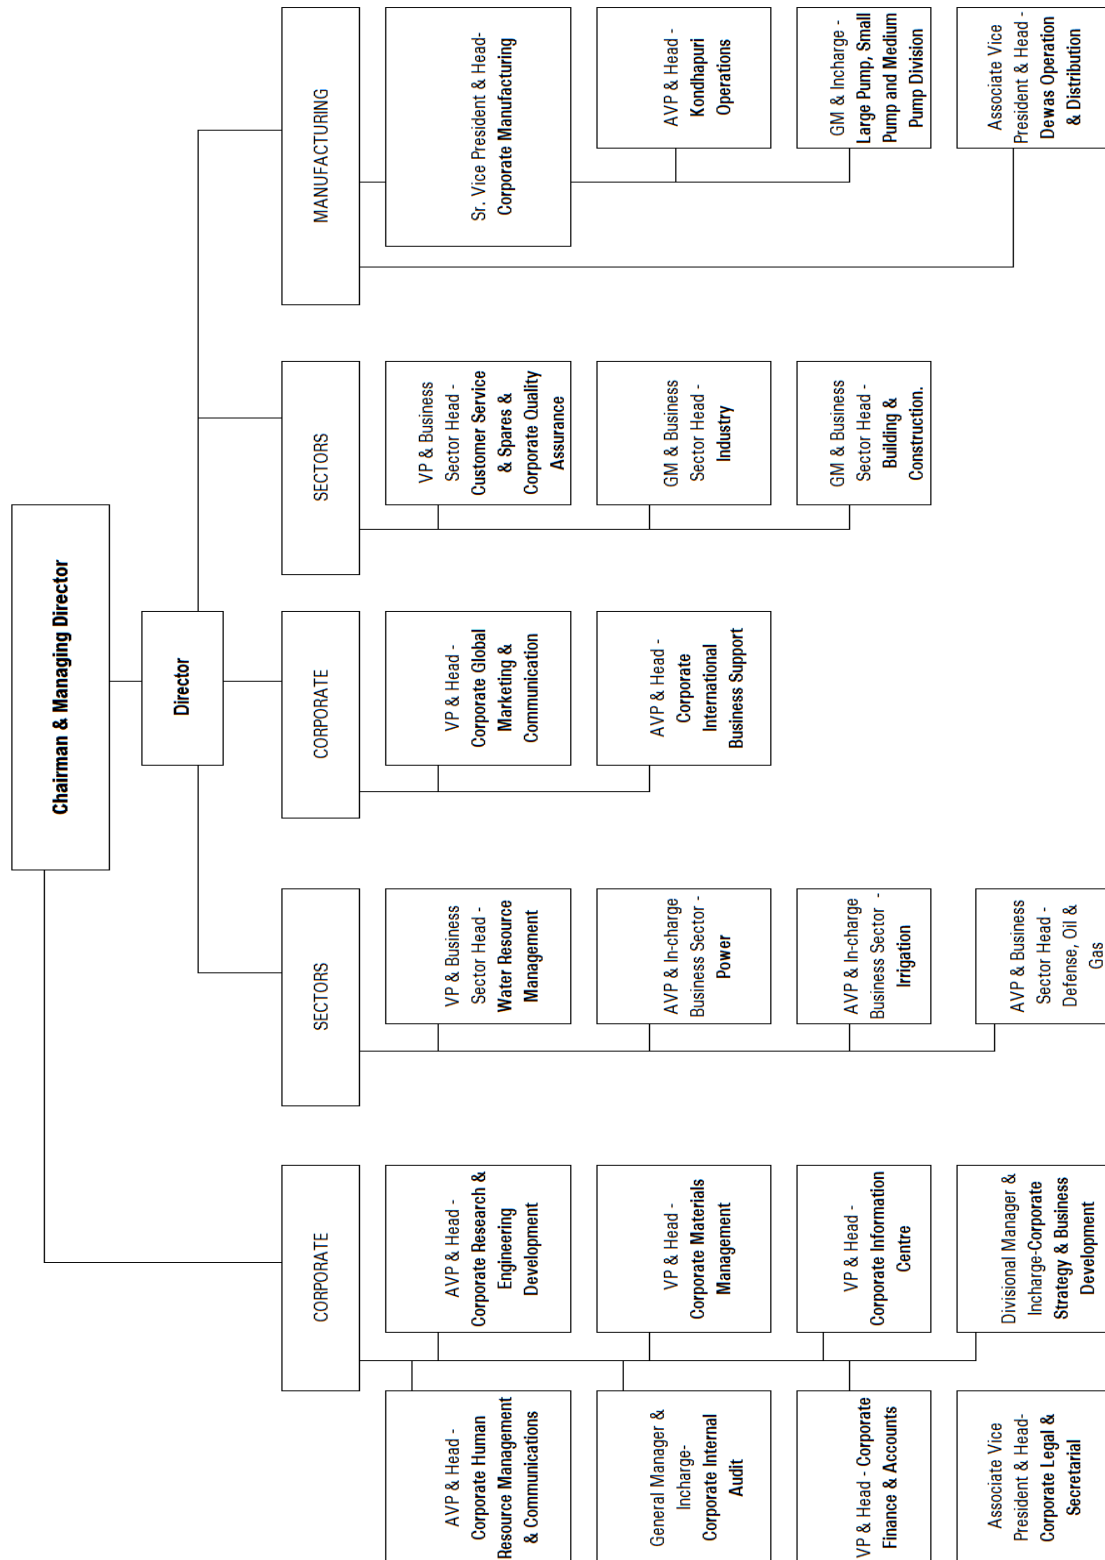 Chairman & Managing Director
Director
CORPORATE
SECTORS
CORPORATE
SECTORS
MANUFACTURING
AVP & Head -
Corporate Human
Resource Management
& Communications
General Manager &
Incharge-
Corporate Internal
Audit
VP & Head - Corporate
Finance & Accounts
Associate Vice
President & Head-
Corporate Legal &
Secretarial
AVP & Head -
Corporate Research &
Engineering
Development
VP & Head -
Corporate Materials
Management
VP & Head -
Corporate Information
Centre
Divisional Manager &
Incharge-Corporate
Strategy & Business
Development
VP & Business
Sector Head -
Water Resource
Management
AVP & In-charge
Business Sector -
Power
AVP & In-charge
Business Sector -
Irrigation
AVP & Business
Sector Head -
Defense, Oil &
Gas
VP & Head -
Corporate Global
Marketing &
Communication
AVP & Head -
Corporate
International
Business Support
VP & Business
Sector Head -
Customer Service
& Spares &
Corporate Quality
Assurance
GM & Business
Sector Head -
Industry
GM & Business
Sector Head -
Building &
Construction.
Sr. Vice President & Head-
Corporate Manufacturing
AVP & Head -
Kondhapuri
Operations
GM & Incharge -
Large Pump, Small
Pump and Medium
Pump Division
Associate Vice
President & Head -
Dewas Operation
& Distribution